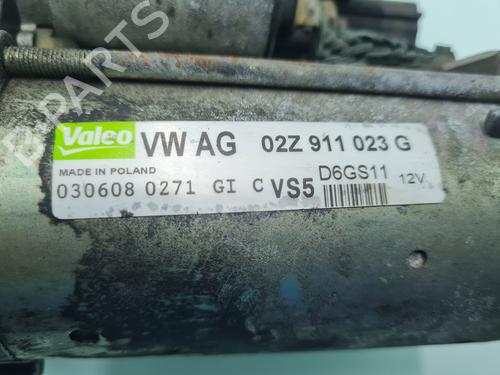 B-PARTS
Valeo VW AG 02Z 911 023 G
MADE IN POLAND
030608 0271 GI C VS5 D6GS11 12V